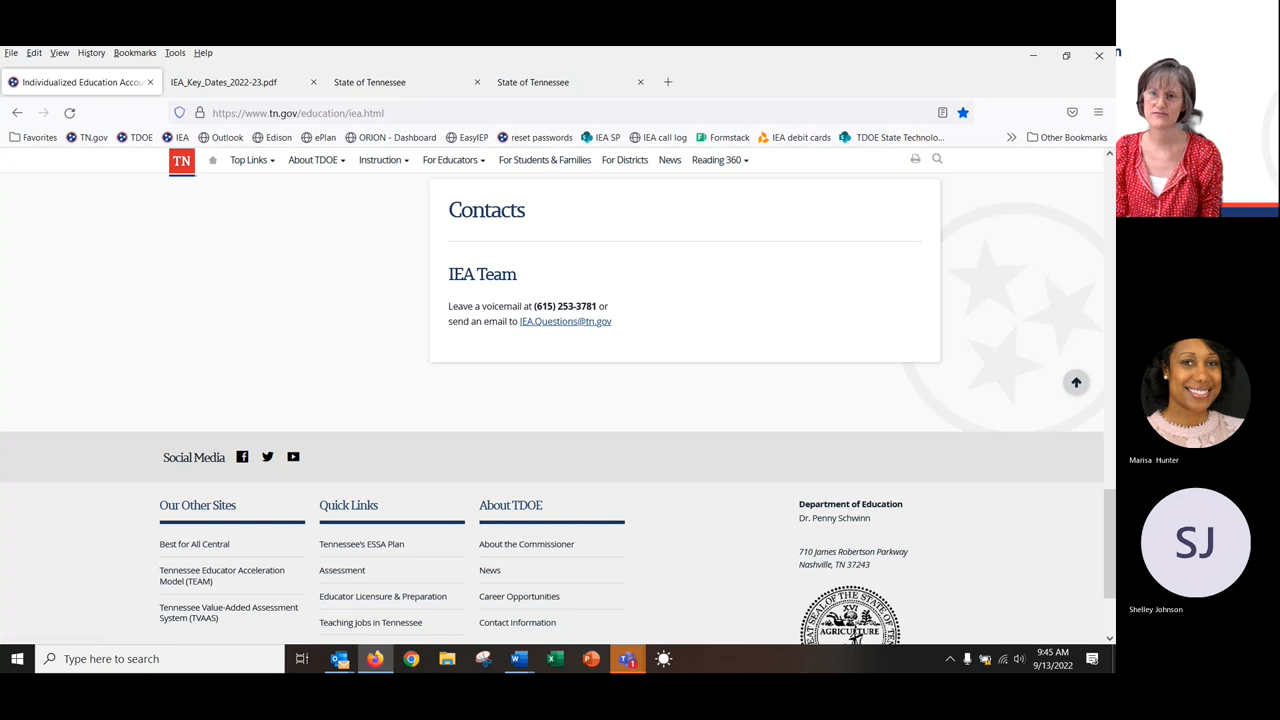 File Edit View History Bookmarks Tools Help
Individualized Education Accou
IEA_Key_Dates_2022-23.pdf
State of Tennessee
State of Tennessee
https://www.tn.gov/education/iea.html
Favorites TN.gov TDOE IEA Outlook Edison ePlan ORION - Dashboard EasyIEP reset passwords IEA SP IEA call log Formstack IEA debit cards TDOE State Technolo... Other Bookmarks
TN Top Links About TDOE Instruction For Educators For Students & Families For Districts News Reading 360
Contacts
IEA Team
Leave a voicemail at (615) 253-3781 or
send an email to IEA.Questions@tn.gov
Social Media
Our Other Sites
Best for All Central
Tennessee Educator Acceleration
Model (TEAM)
Tennessee Value-Added Assessment
System (TVAAS)
Quick Links
Tennessee's ESSA Plan
Assessment
Educator Licensure & Preparation
Teaching Jobs in Tennessee
About TDOE
About the Commissioner
News
Career Opportunities
Contact Information
Department of Education
Dr. Penny Schwinn
710 James Robertson Parkway
Nashville, TN 37243
XVI
AGRICULTURE
Type here to search
9:45 AM
9/13/2022
Marisa Hunter
SJ
Shelley Johnson